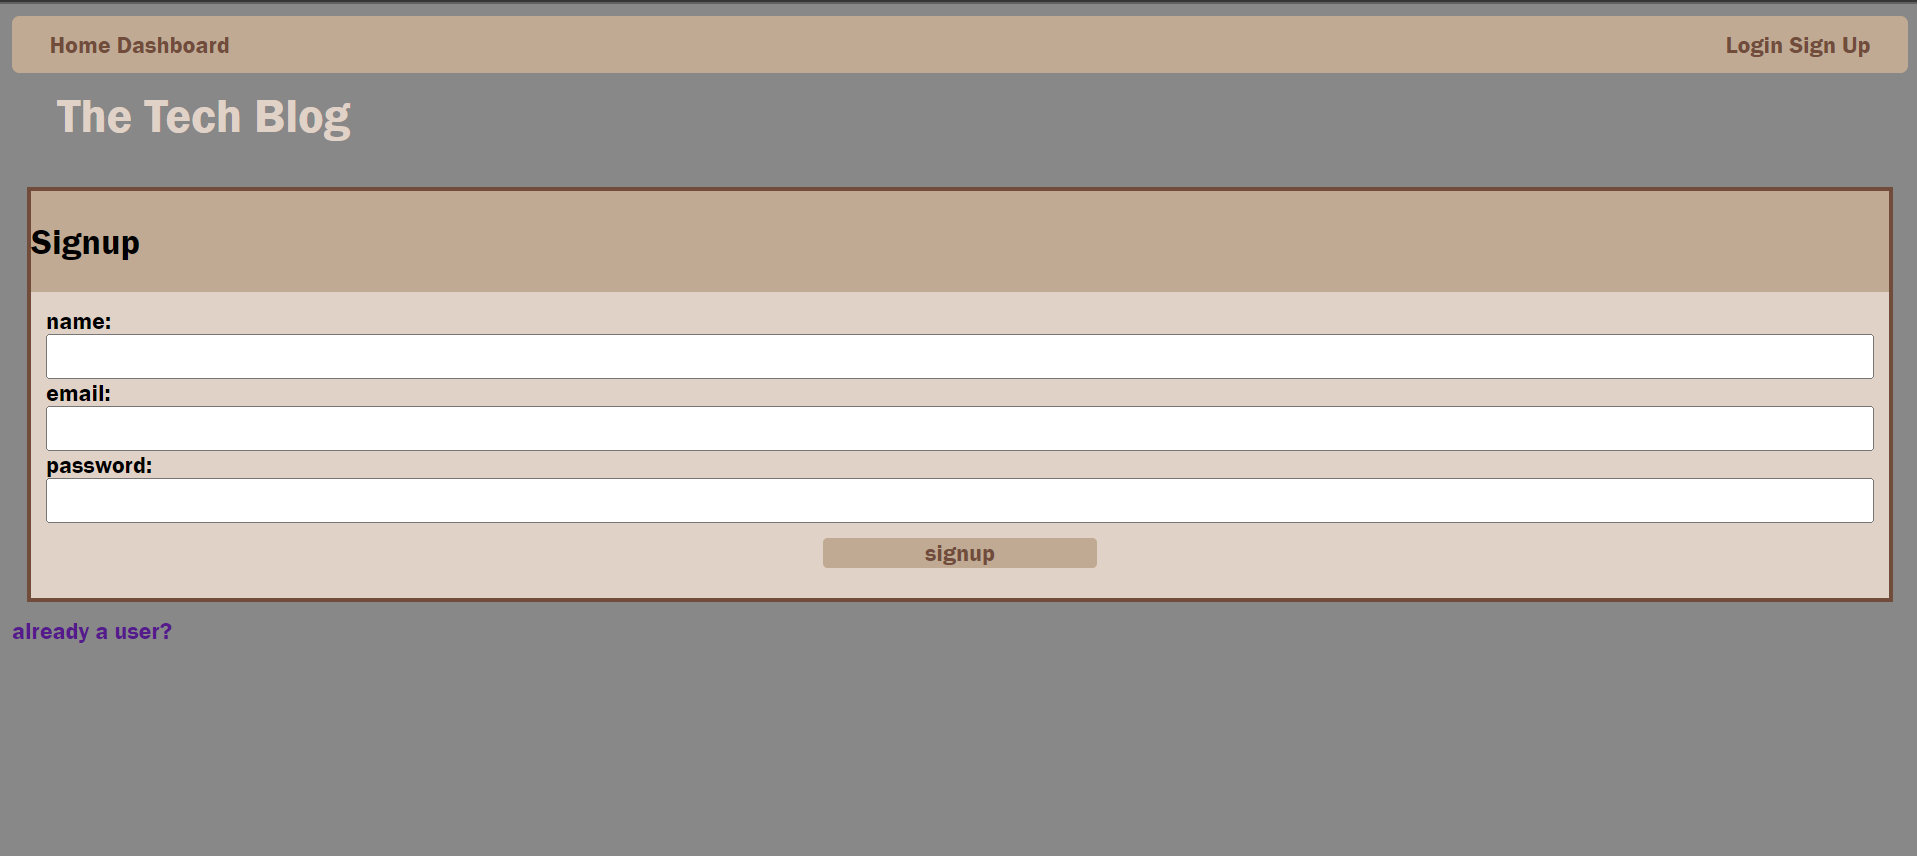 Home Dashboard Login Sign Up
The Tech Blog
Signup
name:
email:
password:
signup
already a user?